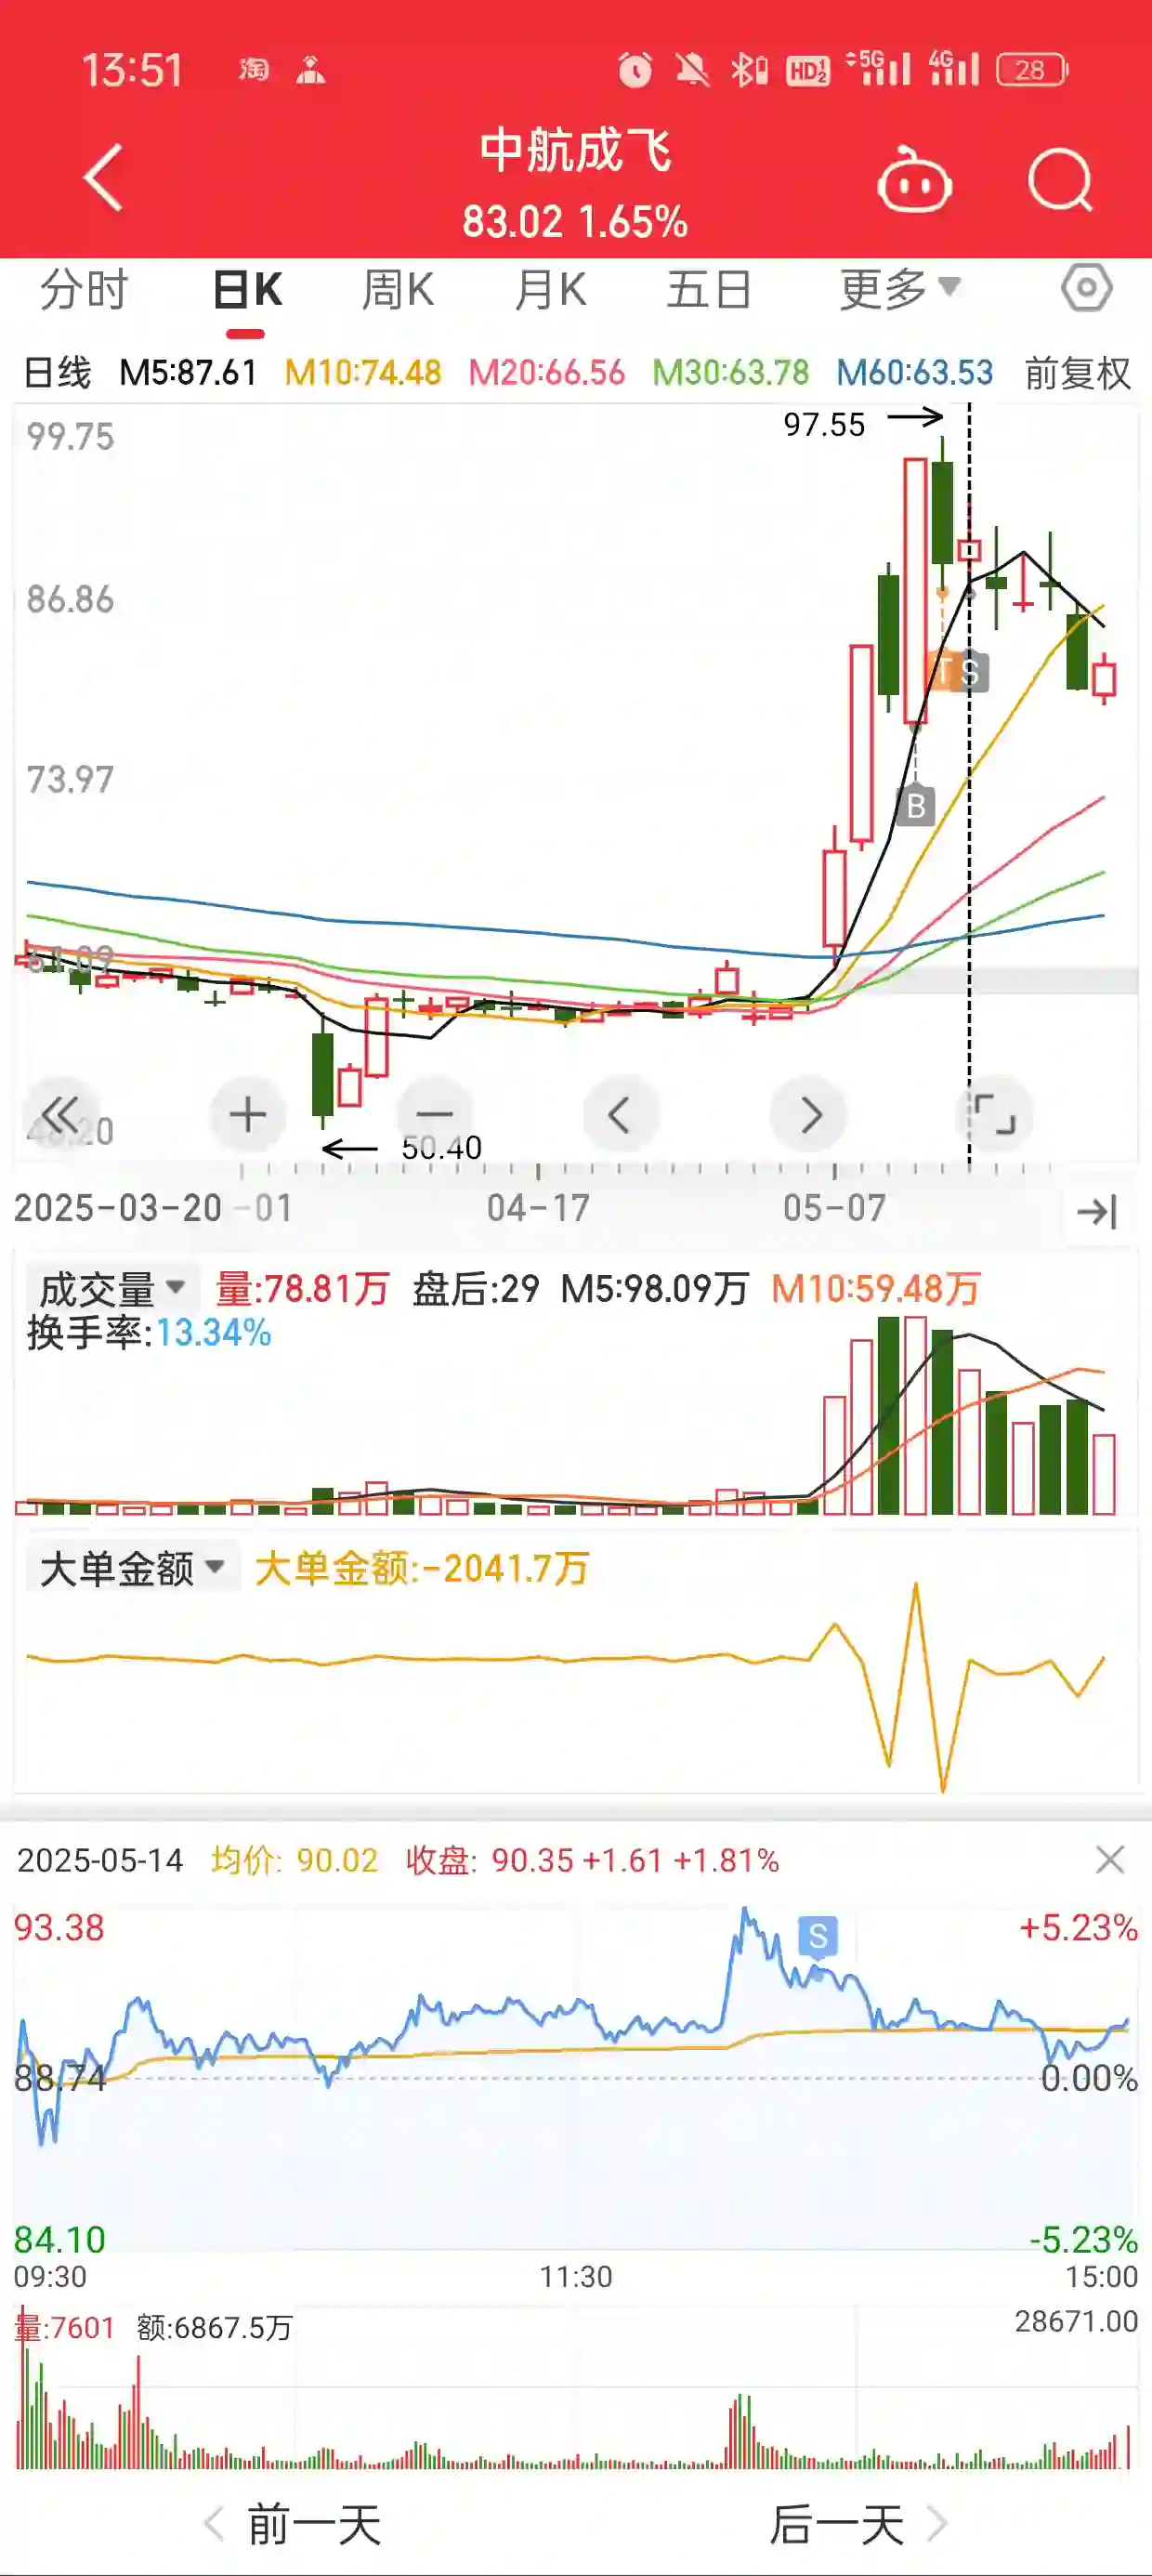 13:51 淘 HD 1 2 5G 4G 28
中航成飞
83.02 1.65%
分时 日K 周K 月K 五日 更多
日线 M5:87.61 M10:74.48 M20:66.56 M30:63.78 M60:63.53 前复权
97.55
99.75
86.86
T S
73.97
B
61.09
50.40
2025-03-20 -01 04-17 05-07
成交量 量:78.81万 盘后:29 M5:98.09万 M10:59.48万
换手率:13.34%
大单金额 大单金额:-2041.7万
2025-05-14 均价: 90.02 收盘: 90.35 +1.61 +1.81%
93.38 +5.23%
S
88.74 0.00%
84.10 -5.23%
09:30 11:30 15:00
量:7601 额:6867.5万 28671.00
前一天 后一天